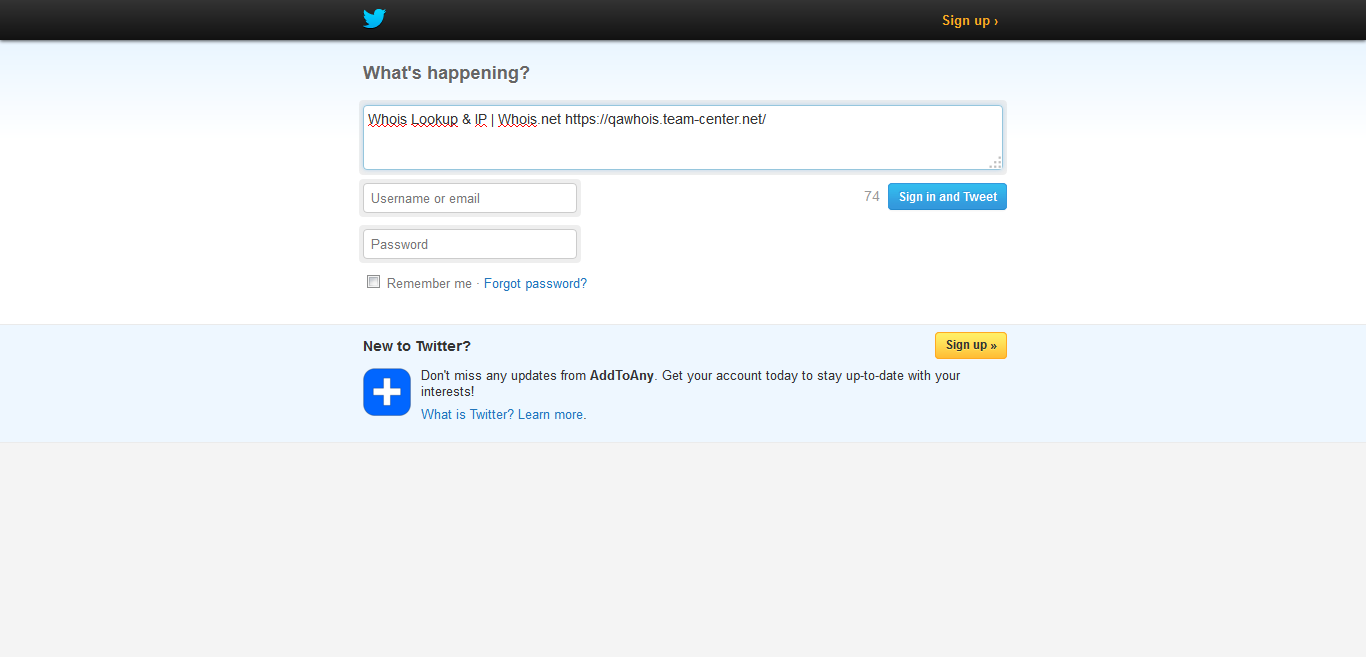 Sign up ›
What's happening?
Whois Lookup & IP | Whois.net https://qawhois.team-center.net/
Username or email
74
Sign in and Tweet
Password
Remember me · Forgot password?
New to Twitter?
Sign up »
Don't miss any updates from AddToAny. Get your account today to stay up-to-date with your
interests!
What is Twitter? Learn more.